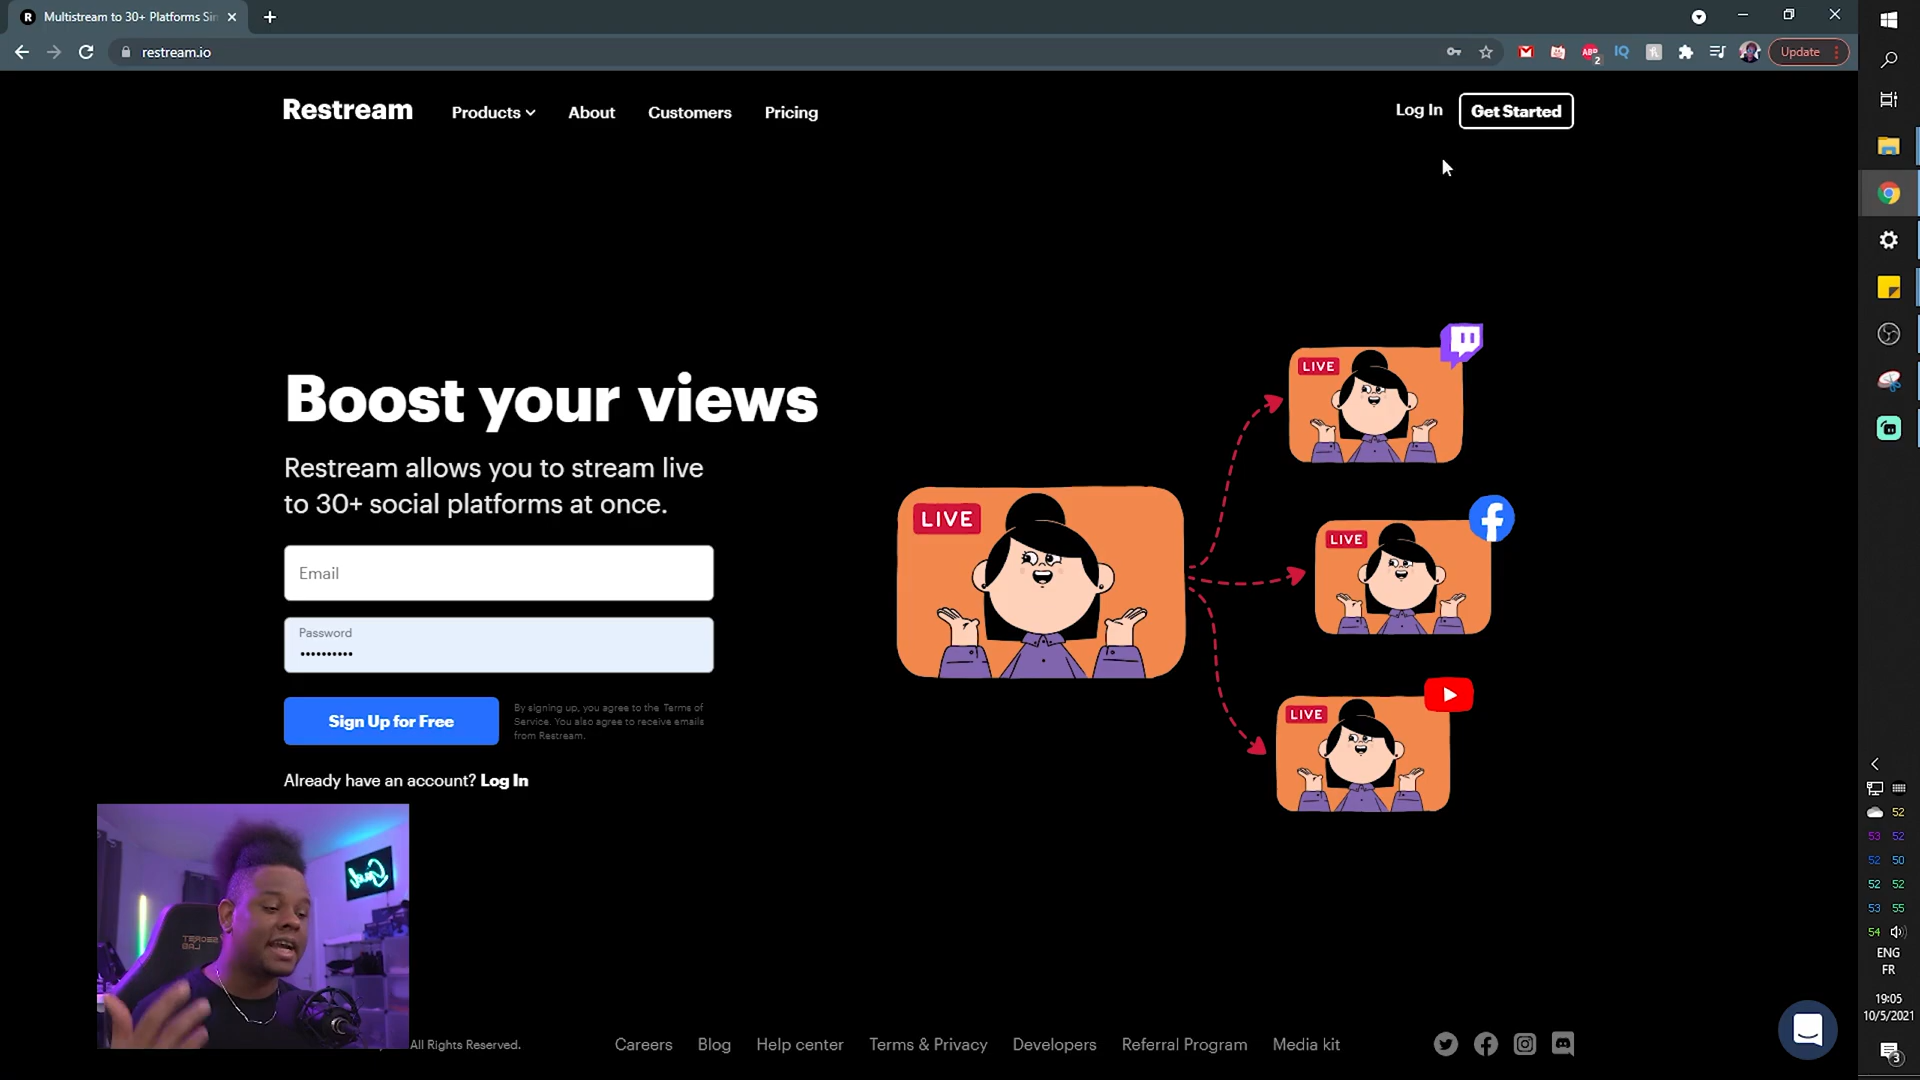 R Multistream to 30+ Platforms Sim
restream.io
ABP
2
IQ
Update
Restream
Products
About
Customers
Pricing
Log In
Get Started
Boost your views
Restream allows you to stream live
to 30+ social platforms at once.
Email
Password
Sign Up for Free
By signing up, you agree to the Terms of
Service. You also agree to receive emails
from Restream.
Already have an account? Log In
LIVE
LIVE
LIVE
LIVE
All Rights Reserved.
Careers
Blog
Help center
Terms & Privacy
Developers
Referral Program
Media kit
52
53 52
52 50
52 52
53 55
54
ENG
FR
19:05
10/5/2021
3